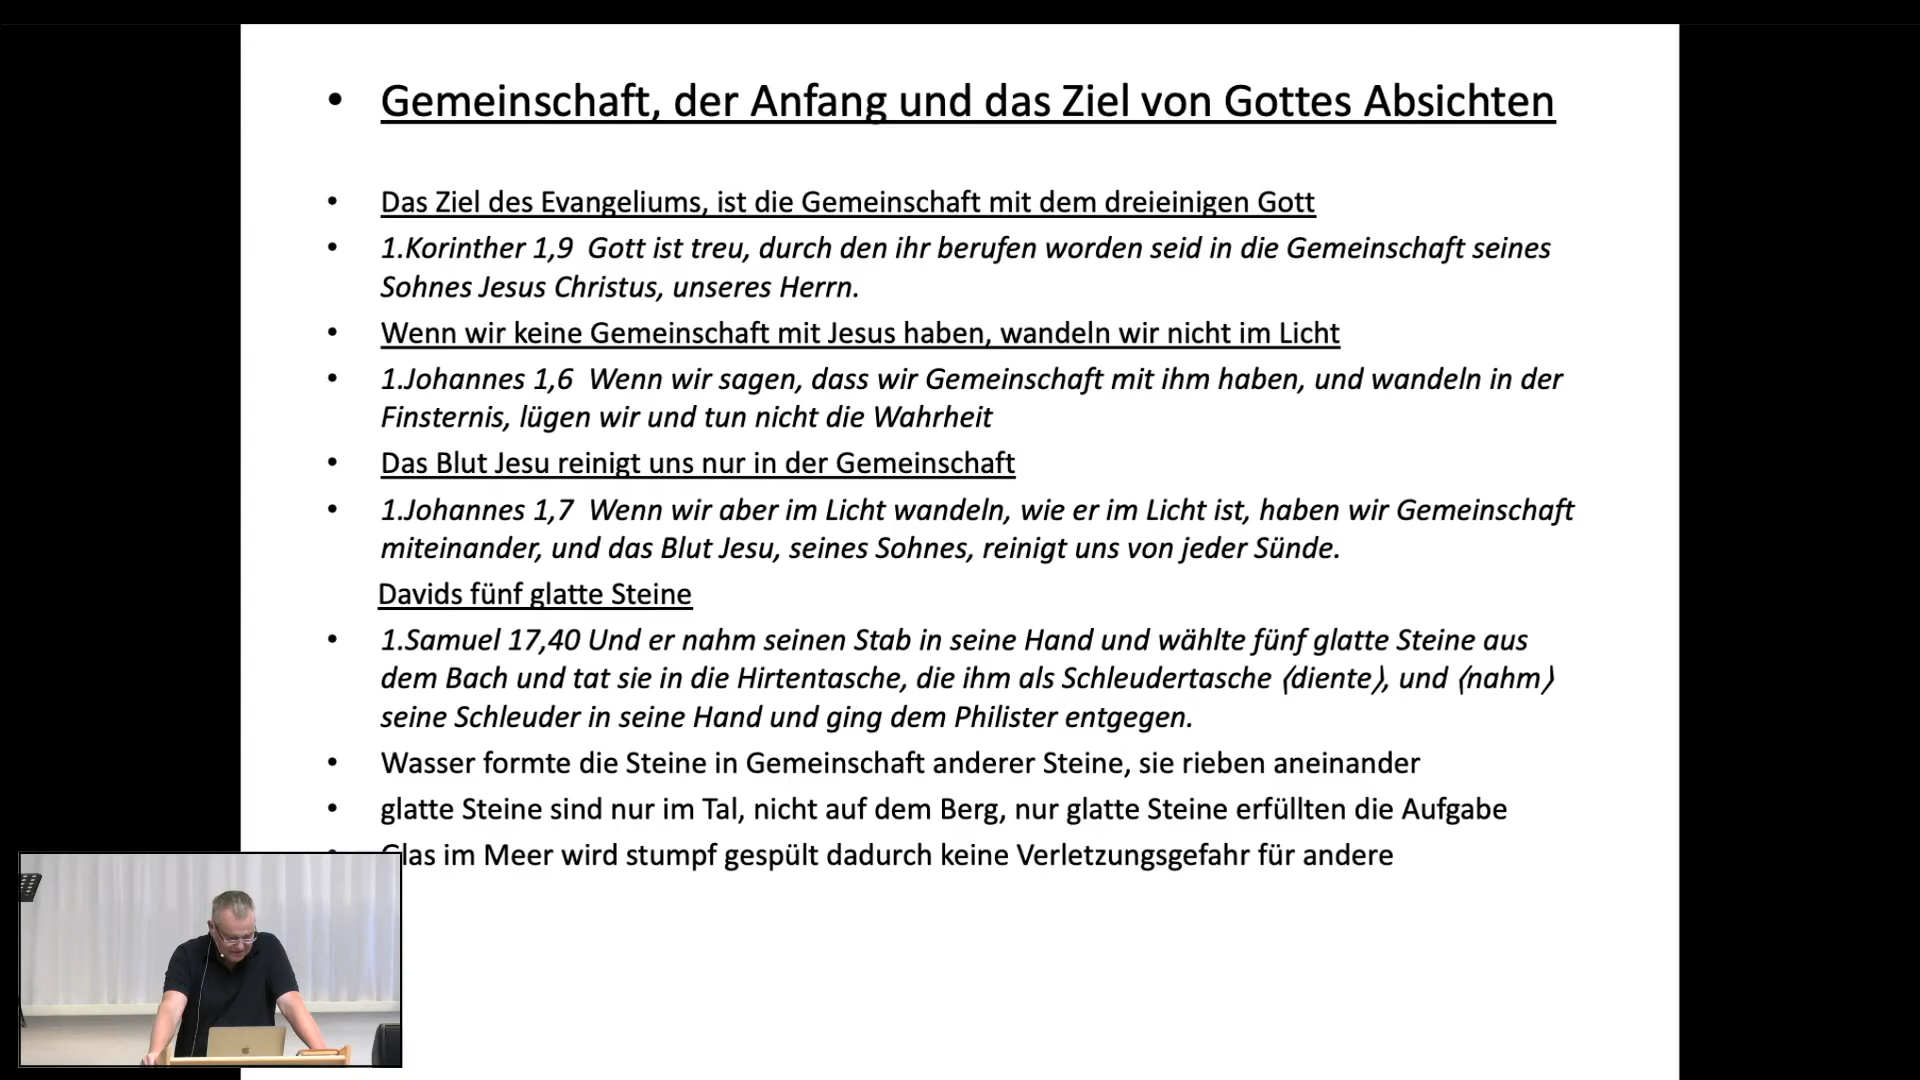 • Gemeinschaft, der Anfang und das Ziel von Gottes Absichten
• Das Ziel des Evangeliums, ist die Gemeinschaft mit dem dreieinigen Gott
• 1.Korinther 1,9 Gott ist treu, durch den ihr berufen worden seid in die Gemeinschaft seines
Sohnes Jesus Christus, unseres Herrn.
• Wenn wir keine Gemeinschaft mit Jesus haben, wandeln wir nicht im Licht
• 1.Johannes 1,6 Wenn wir sagen, dass wir Gemeinschaft mit ihm haben, und wandeln in der
Finsternis, lügen wir und tun nicht die Wahrheit
• Das Blut Jesu reinigt uns nur in der Gemeinschaft
• 1.Johannes 1,7 Wenn wir aber im Licht wandeln, wie er im Licht ist, haben wir Gemeinschaft
miteinander, und das Blut Jesu, seines Sohnes, reinigt uns von jeder Sünde.
Davids fünf glatte Steine
• 1.Samuel 17,40 Und er nahm seinen Stab in seine Hand und wählte fünf glatte Steine aus
dem Bach und tat sie in die Hirtentasche, die ihm als Schleudertasche ⟨diente⟩, und ⟨nahm⟩
seine Schleuder in seine Hand und ging dem Philister entgegen.
• Wasser formte die Steine in Gemeinschaft anderer Steine, sie rieben aneinander
• glatte Steine sind nur im Tal, nicht auf dem Berg, nur glatte Steine erfüllten die Aufgabe
• Glas im Meer wird stumpf gespült dadurch keine Verletzungsgefahr für andere